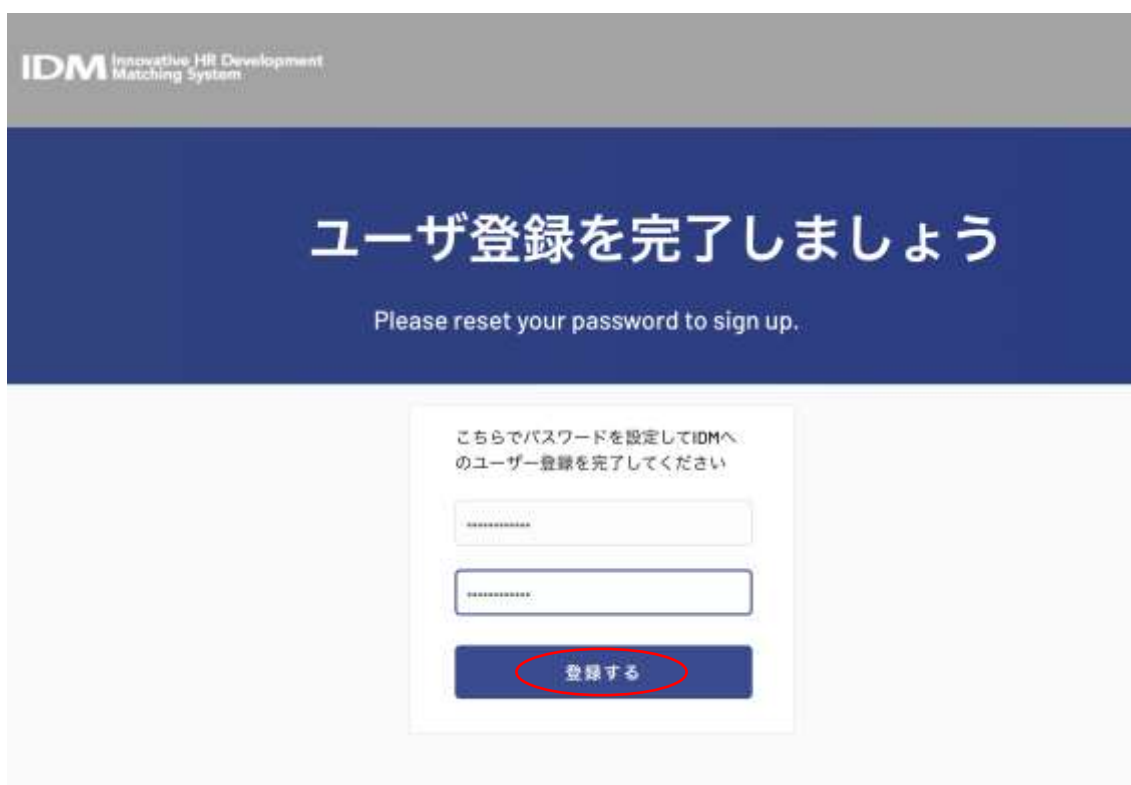 IDM Innovative HR Development
Matching System
ユーザ登録を完了しましょう
Please reset your password to sign up.
こちらでパスワードを設定してIDMへ
のユーザー登録を完了してください
••••••••••••
••••••••••••
登録する